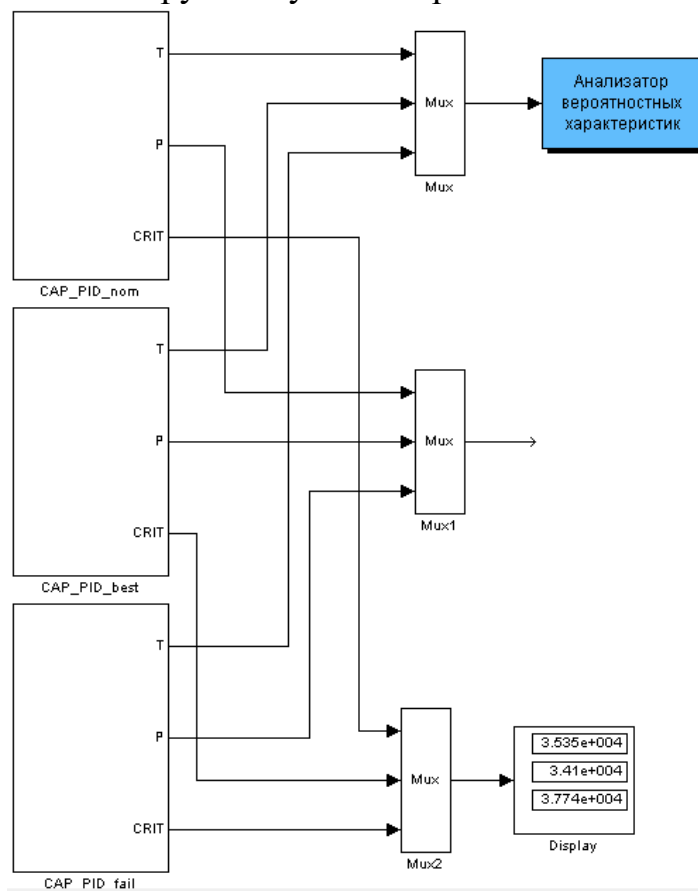 T
P
CRIT
CAP_PID_nom
T
P
CRIT
CAP_PID_best
T
P
CRIT
CAP_PID_fail
Mux
Mux
Анализатор
вероятностных
характеристик
Mux
Mux1
Mux
Mux2
3.535e+004
3.41e+004
3.774e+004
Display